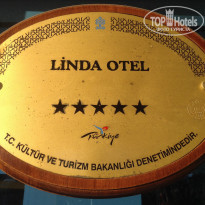 TOP Hotels
LİNDA OTEL
Türkiye
T.C. KÜLTÜR VE TURİZM BAKANLIĞI DENETİMİNDEDİR.